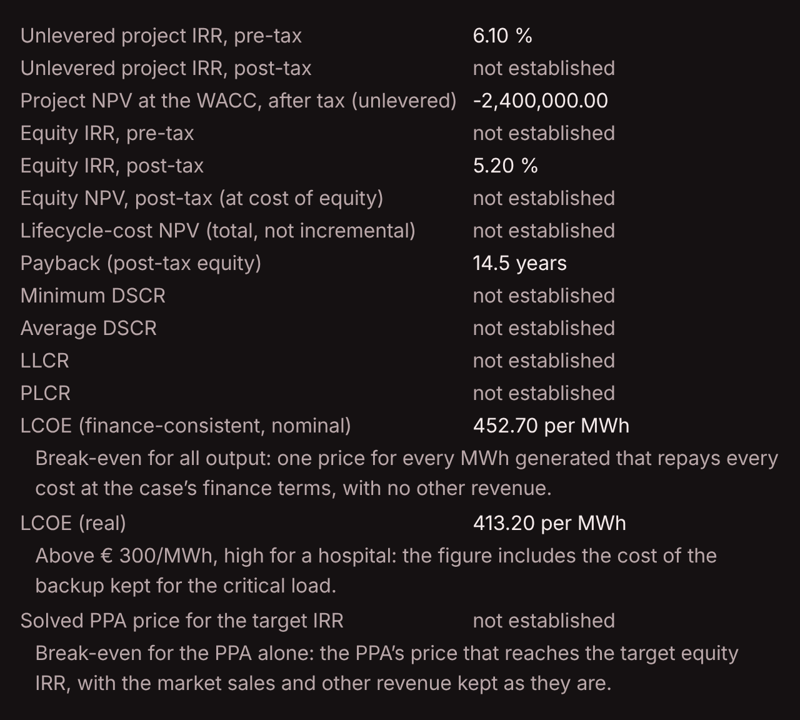 Unlevered project IRR, pre-tax 6.10 %
Unlevered project IRR, post-tax not established
Project NPV at the WACC, after tax (unlevered) -2,400,000.00
Equity IRR, pre-tax not established
Equity IRR, post-tax 5.20 %
Equity NPV, post-tax (at cost of equity) not established
Lifecycle-cost NPV (total, not incremental) not established
Payback (post-tax equity) 14.5 years
Minimum DSCR not established
Average DSCR not established
LLCR not established
PLCR not established
LCOE (finance-consistent, nominal) 452.70 per MWh
Break-even for all output: one price for every MWh generated that repays every
cost at the case’s finance terms, with no other revenue.
LCOE (real) 413.20 per MWh
Above € 300/MWh, high for a hospital: the figure includes the cost of the
backup kept for the critical load.
Solved PPA price for the target IRR not established
Break-even for the PPA alone: the PPA’s price that reaches the target equity
IRR, with the market sales and other revenue kept as they are.